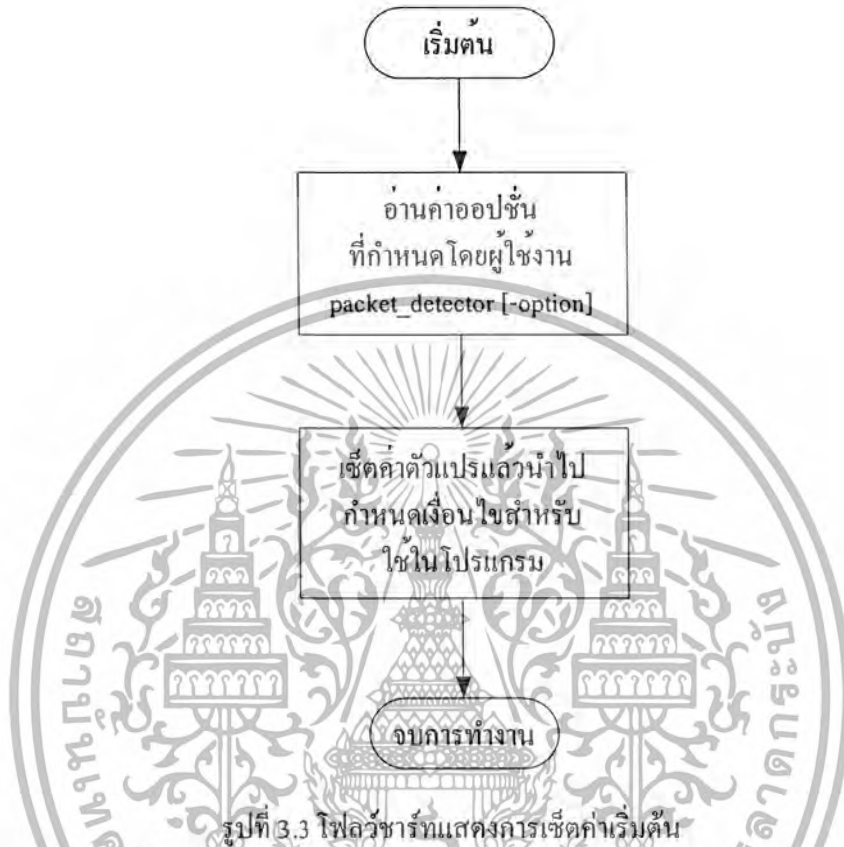 เริ่มต้น
อ่านค่าออปชั่น
ที่กำหนดโดยผู้ใช้งาน
packet_detector [-option]
เซ็ตค่าตัวแปรแล้วนำไป
กำหนดเงื่อนไขสำหรับ
ใช้ในโปรแกรม
จบการทำงาน
รูปที่ 3.3 โฟลว์ชาร์ทแสดงการเซ็ตค่าเริ่มต้น